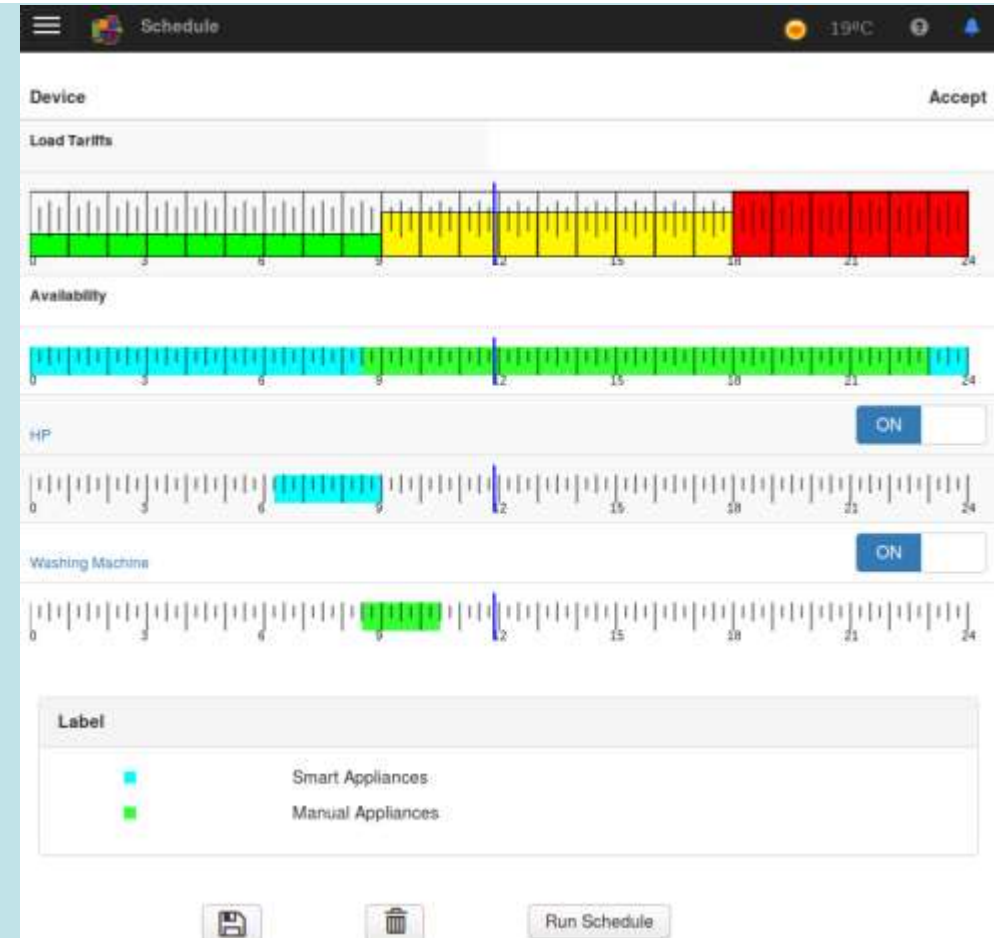 Schedule 19ºC
Device Accept
Load Tariffs
0 3 6 9 12 15 18 21 24
Availability
0 3 6 9 12 15 18 21 24
HP ON
0 3 6 9 12 15 18 21 24
Washing Machine ON
0 3 6 9 12 15 18 21 24
Label
Smart Appliances
Manual Appliances
Run Schedule